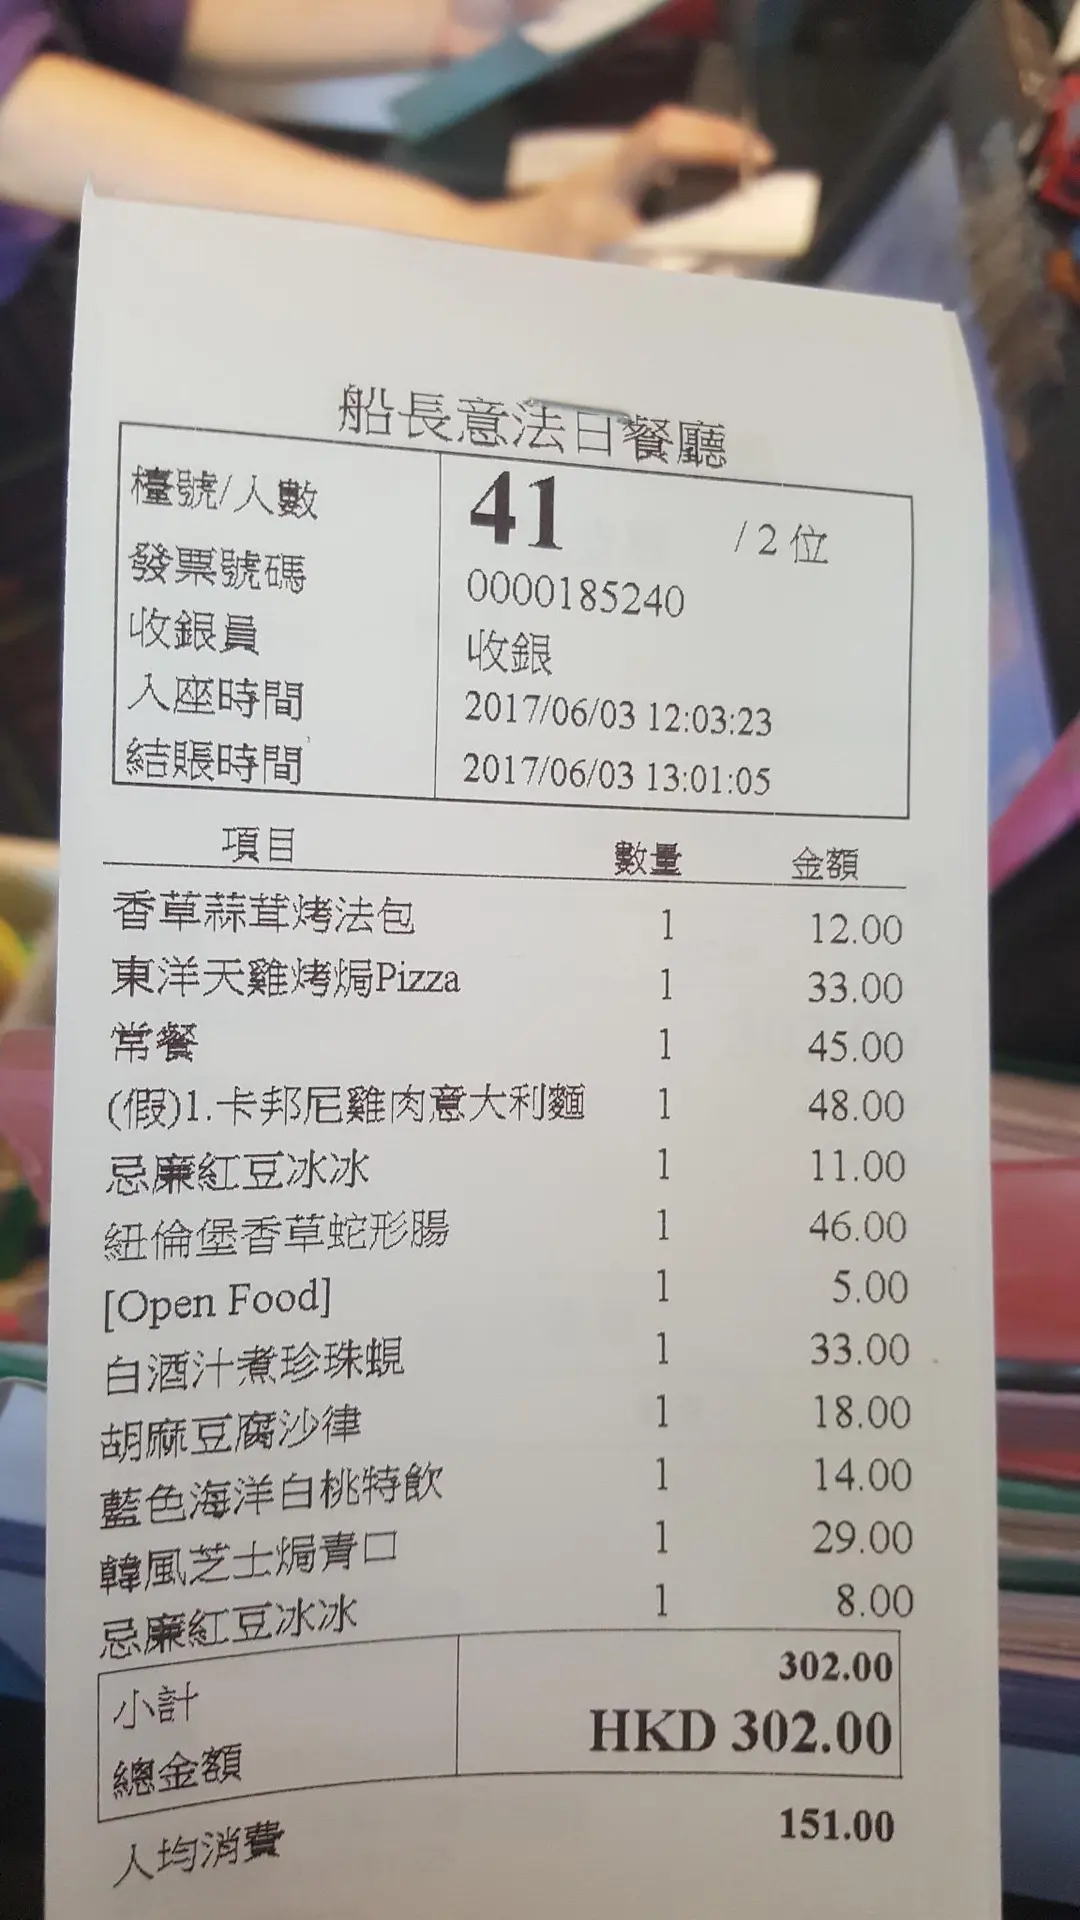 船長意法日餐廳
檯號/人數 41 / 2 位
發票號碼 0000185240
收銀員 收銀
入座時間 2017/06/03 12:03:23
結賬時間 2017/06/03 13:01:05
項目 數量 金額
香草蒜茸烤法包 1 12.00
東洋天雞烤焗Pizza 1 33.00
常餐 1 45.00
(假)1.卡邦尼雞肉意大利麵 1 48.00
忌廉紅豆冰冰 1 11.00
紐倫堡香草蛇形腸 1 46.00
[Open Food] 1 5.00
白酒汁煮珍珠蜆 1 33.00
胡麻豆腐沙律 1 18.00
藍色海洋白桃特飲 1 14.00
韓風芝士焗青口 1 29.00
忌廉紅豆冰冰 1 8.00
小計 302.00
總金額 HKD 302.00
人均消費 151.00